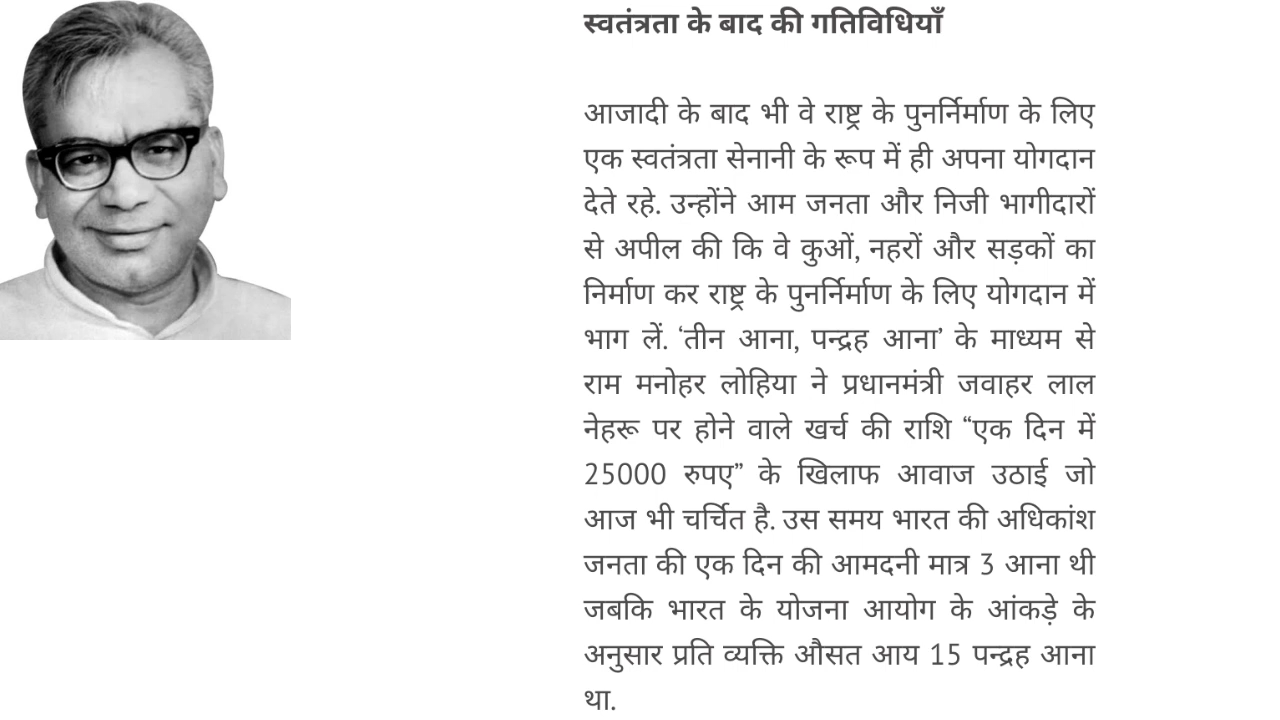 स्वतंत्रता के बाद की गतिविधियाँ
आजादी के बाद भी वे राष्ट्र के पुनर्निर्माण के लिए
एक स्वतंत्रता सेनानी के रूप में ही अपना योगदान
देते रहे. उन्होंने आम जनता और निजी भागीदारों
से अपील की कि वे कुओं, नहरों और सड़कों का
निर्माण कर राष्ट्र के पुनर्निर्माण के लिए योगदान में
भाग लें. ‘तीन आना, पन्द्रह आना’ के माध्यम से
राम मनोहर लोहिया ने प्रधानमंत्री जवाहर लाल
नेहरू पर होने वाले खर्च की राशि “एक दिन में
25000 रुपए” के खिलाफ आवाज उठाई जो
आज भी चर्चित है. उस समय भारत की अधिकांश
जनता की एक दिन की आमदनी मात्र 3 आना थी
जबकि भारत के योजना आयोग के आंकड़े के
अनुसार प्रति व्यक्ति औसत आय 15 पन्द्रह आना
था.